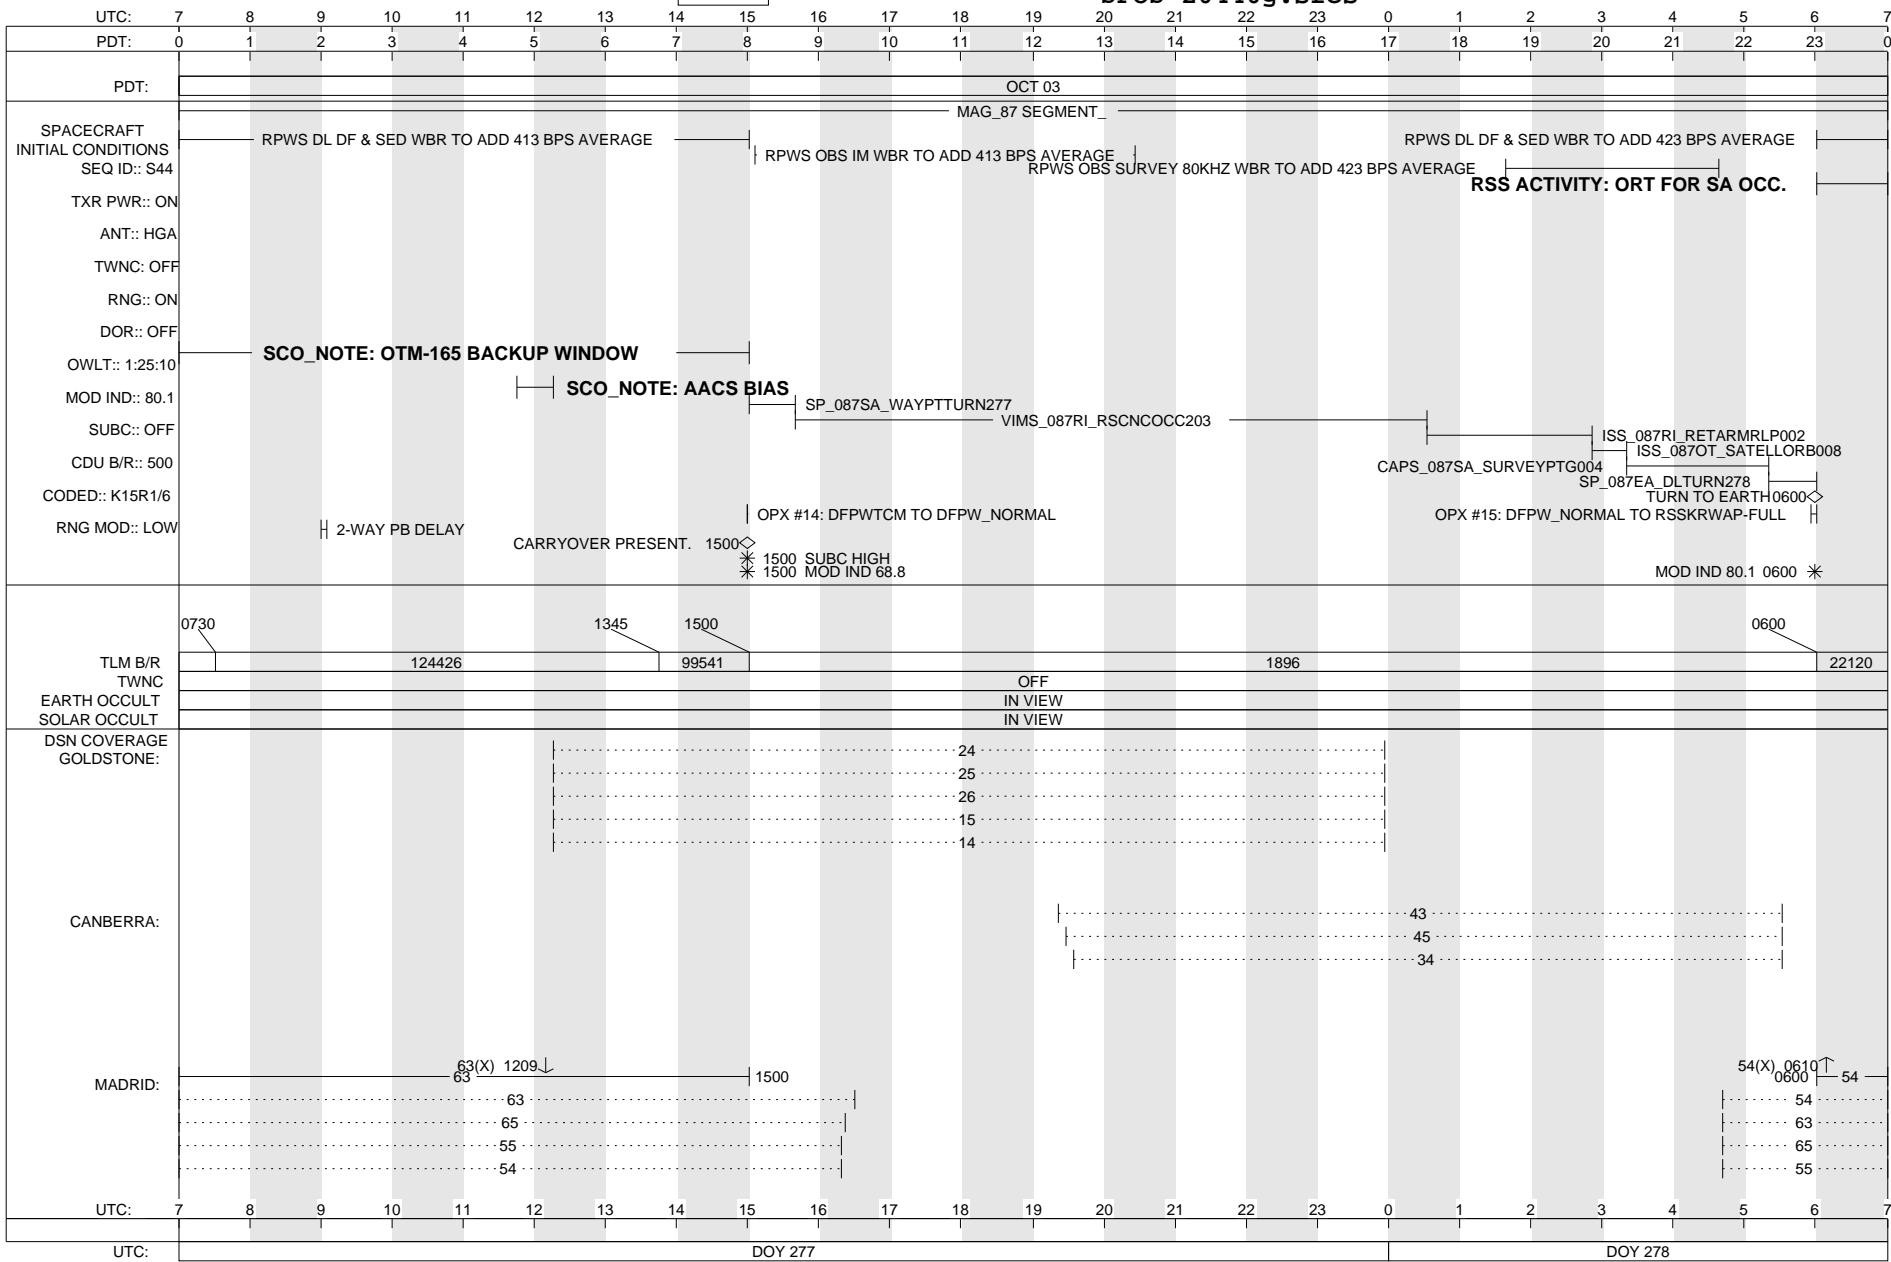 UTC: 7 8 9 10 11 12 13 14 15 16 17 18 19 20 21 22 23 0 1 2 3 4 5 6 7
PDT: 0 1 2 3 4 5 6 7 8 9 10 11 12 13 14 15 16 17 18 19 20 21 22 23 0
PDT: OCT 03
MAG_87 SEGMENT_
SPACECRAFT
INITIAL CONDITIONS
RPWS DL DF & SED WBR TO ADD 413 BPS AVERAGE
RPWS DL DF & SED WBR TO ADD 423 BPS AVERAGE
RPWS OBS IM WBR TO ADD 413 BPS AVERAGE
SEQ ID:: S44
RPWS OBS SURVEY 80KHZ WBR TO ADD 423 BPS AVERAGE
RSS ACTIVITY: ORT FOR SA OCC.
TXR PWR:: ON
ANT:: HGA
TWNC: OFF
RNG:: ON
DOR:: OFF
SCO_NOTE: OTM-165 BACKUP WINDOW
OWLT:: 1:25:10
SCO_NOTE: AACS BIAS
MOD IND:: 80.1
SP_087SA_WAYPTTURN277
VIMS_087RI_RSCNCOCC203
SUBC:: OFF
ISS_087RI_RETARMRLP002
ISS_087OT_SATELLORB008
CDU B/R:: 500
CAPS_087SA_SURVEYPTG004
SP_087EA_DLTURN278
CODED:: K15R1/6
TURN TO EARTH 0600
OPX #14: DFPWTCM TO DFPW_NORMAL
OPX #15: DFPW_NORMAL TO RSSKRWAP-FULL
RNG MOD:: LOW
2-WAY PB DELAY
CARRYOVER PRESENT. 1500
1500 SUBC HIGH
1500 MOD IND 68.8
MOD IND 80.1 0600
0730 1345 1500 0600
TLM B/R 124426 99541 1896 22120
TWNC OFF
EARTH OCCULT IN VIEW
SOLAR OCCULT IN VIEW
DSN COVERAGE
GOLDSTONE:
24
25
26
15
14
CANBERRA:
43
45
34
63(X) 1209
54(X) 0610
MADRID:
63 1500
0600 54
63 54
65 63
55 65
54 55
UTC: 7 8 9 10 11 12 13 14 15 16 17 18 19 20 21 22 23 0 1 2 3 4 5 6 7
UTC: DOY 277 DOY 278